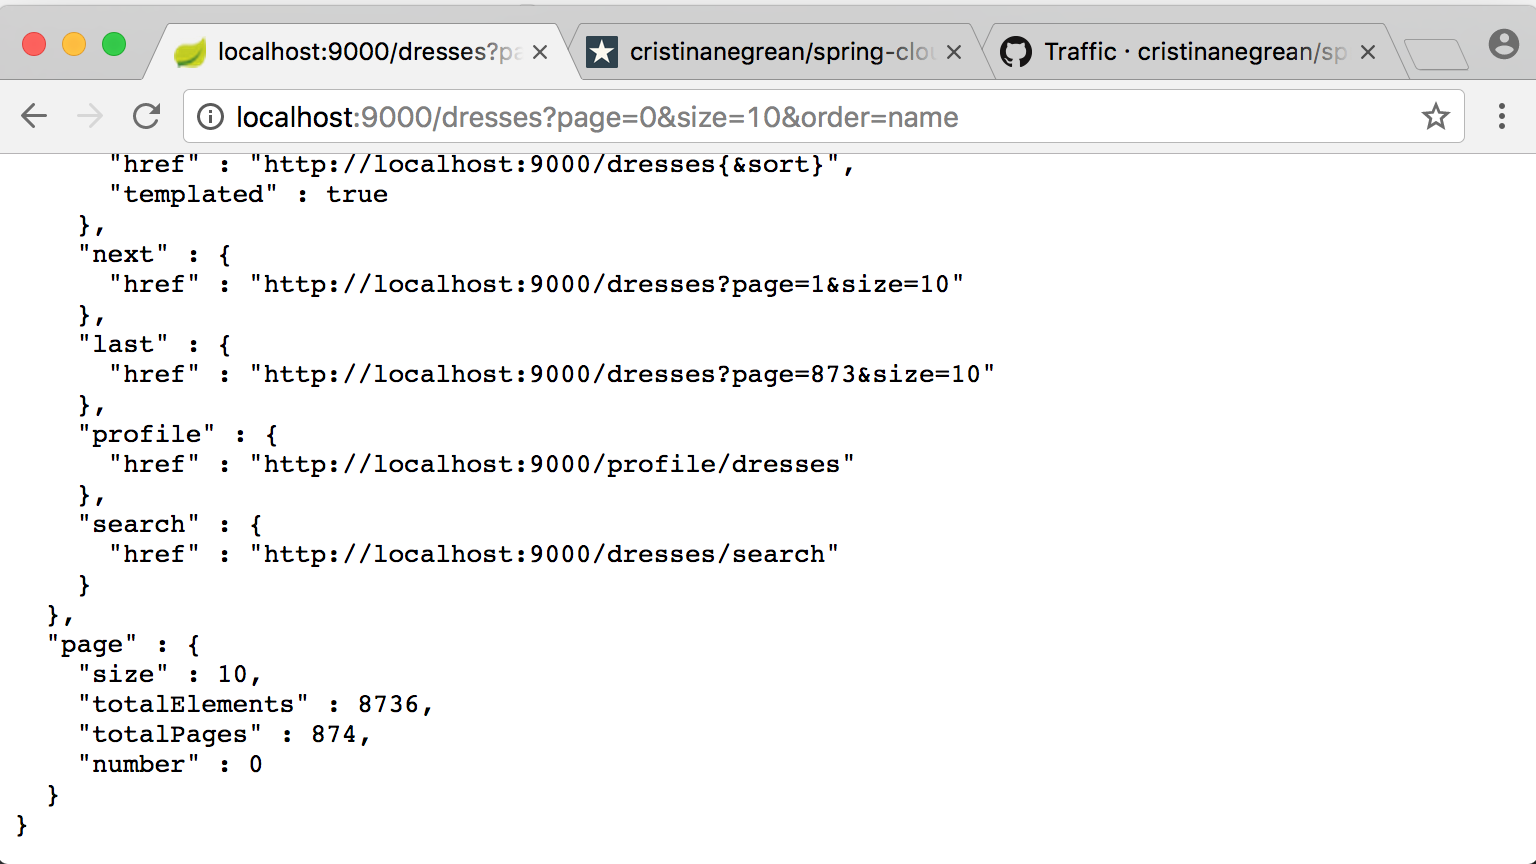 localhost:9000/dresses?pa
cristinanegrean/spring-clou
Traffic · cristinanegrean/sp
localhost:9000/dresses?page=0&size=10&order=name
"href" : "http://localhost:9000/dresses{&sort}",
"templated" : true
},
"next" : {
"href" : "http://localhost:9000/dresses?page=1&size=10"
},
"last" : {
"href" : "http://localhost:9000/dresses?page=873&size=10"
},
"profile" : {
"href" : "http://localhost:9000/profile/dresses"
},
"search" : {
"href" : "http://localhost:9000/dresses/search"
}
},
"page" : {
"size" : 10,
"totalElements" : 8736,
"totalPages" : 874,
"number" : 0
}
}